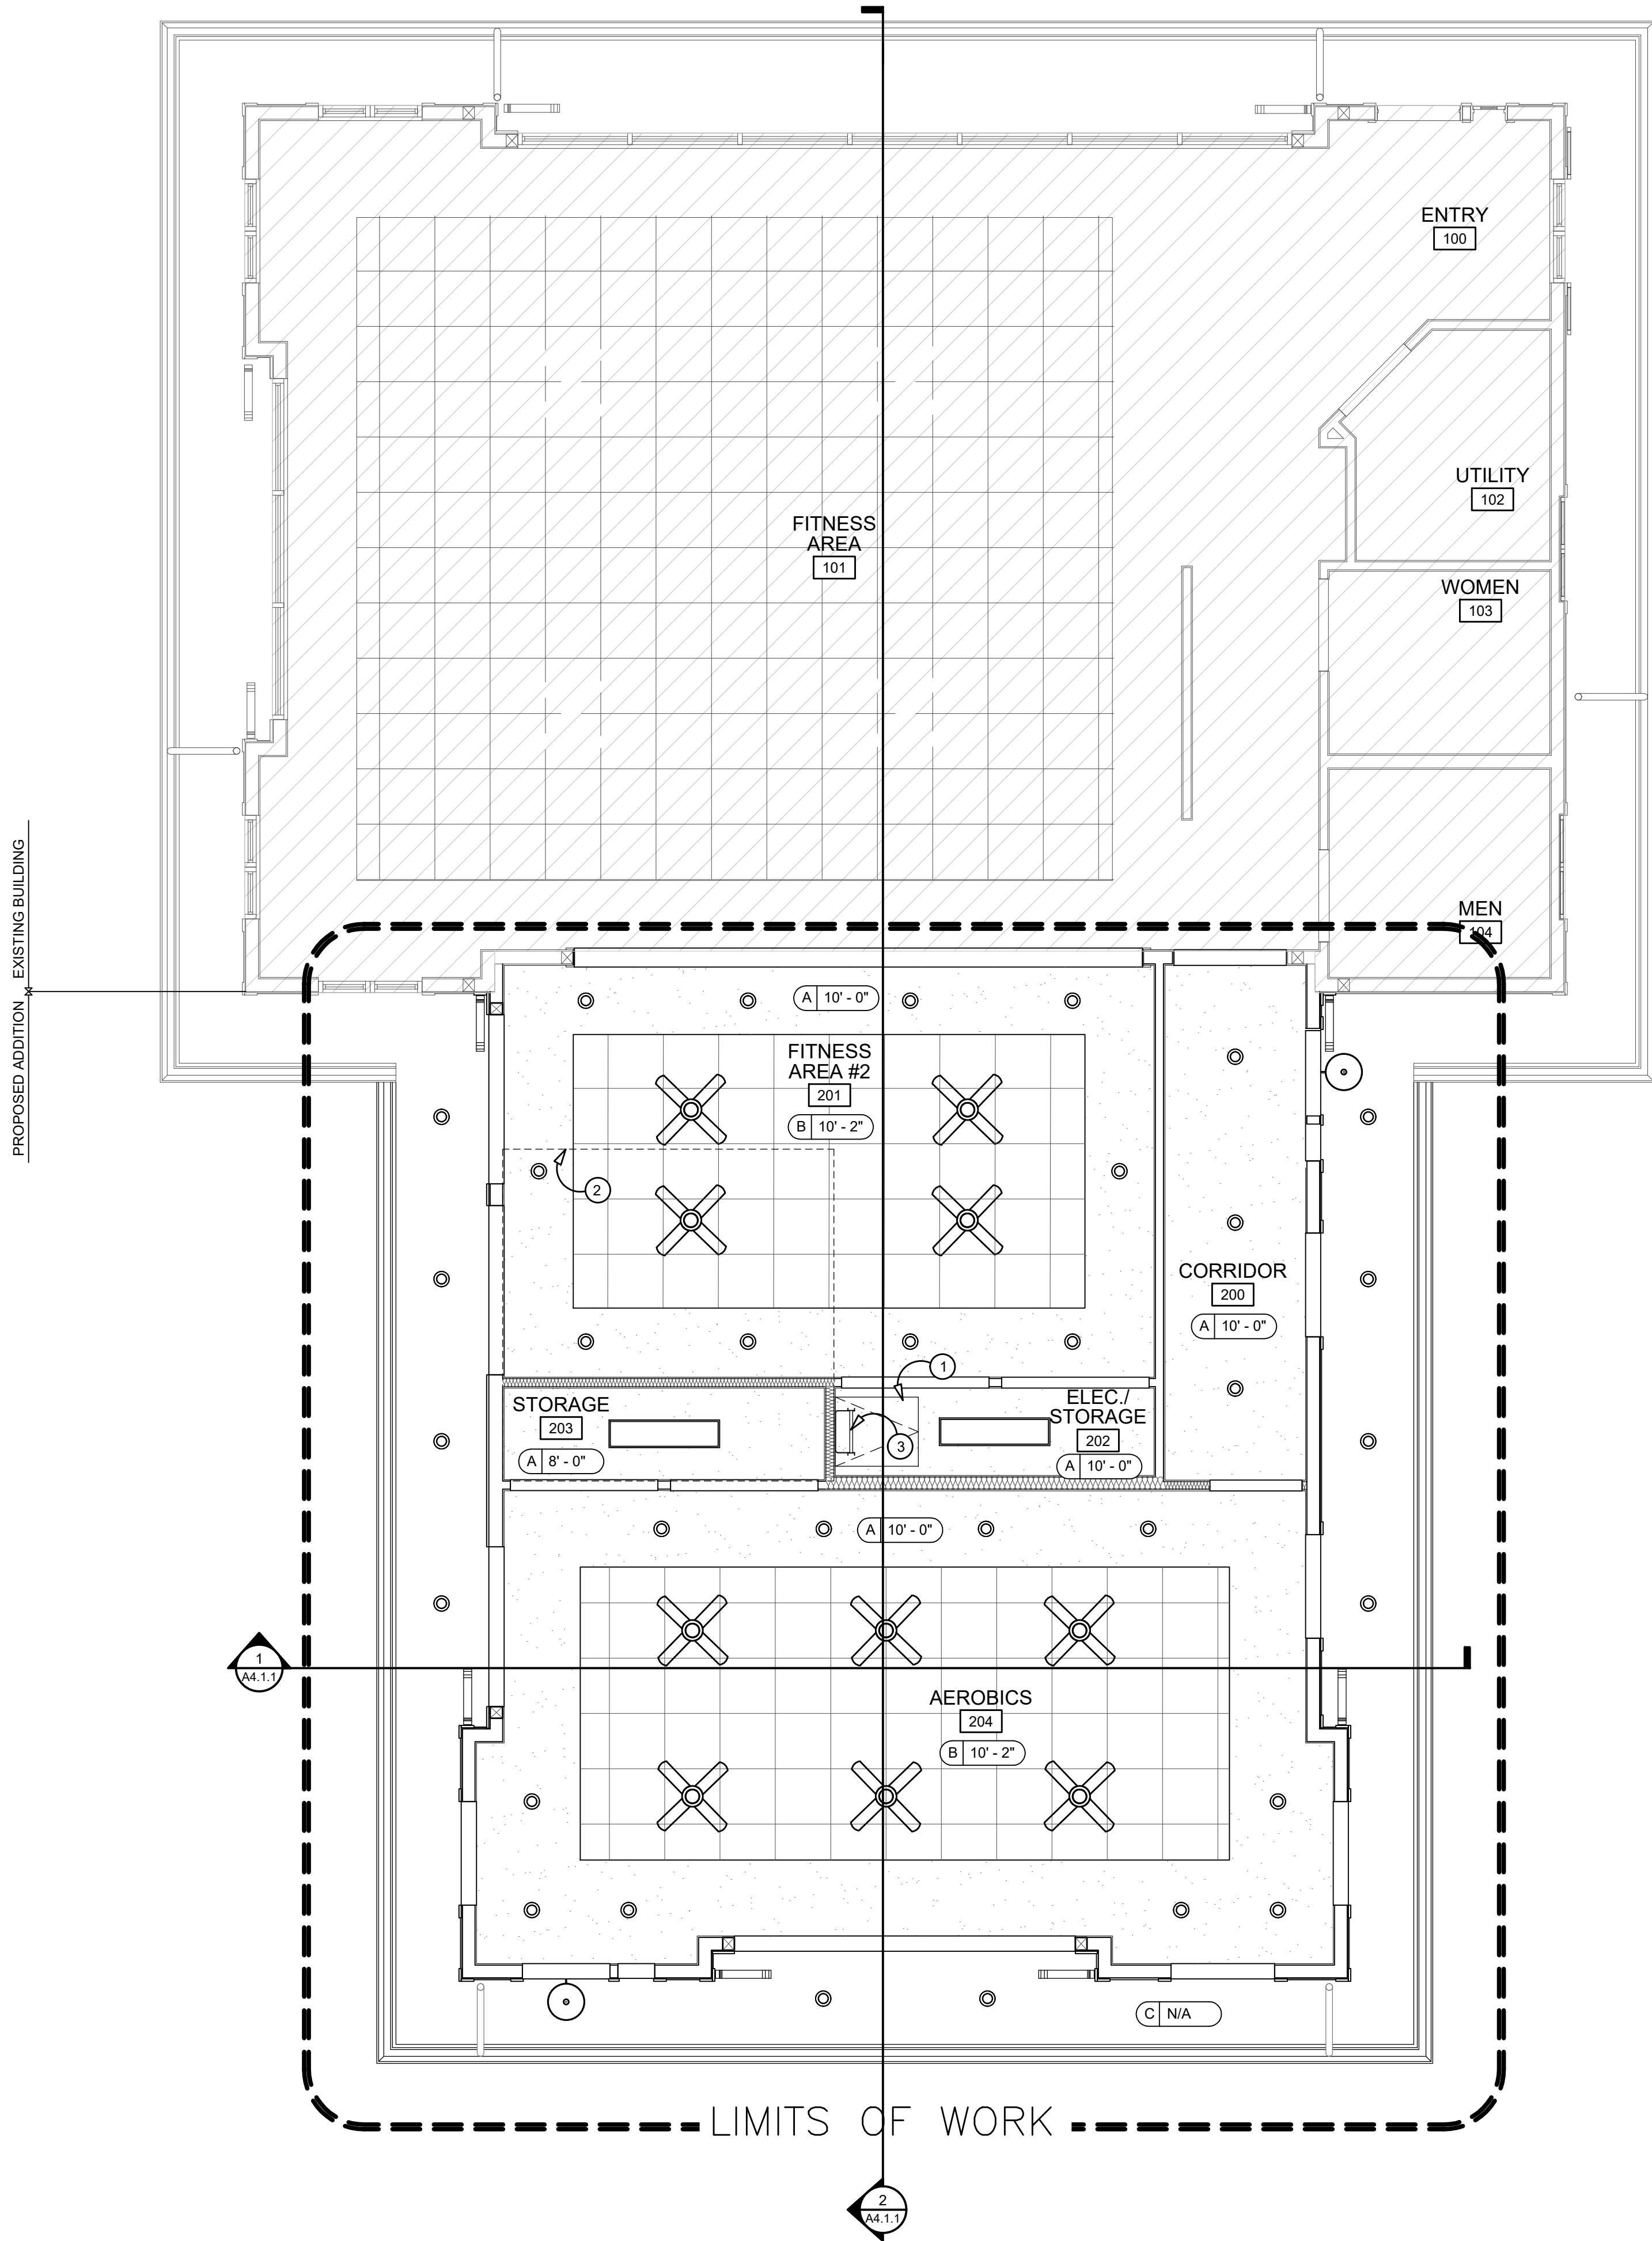 ENTRY
100
UTILITY
102
FITNESS
AREA
101
WOMEN
103
EXISTING BUILDING
PROPOSED ADDITION
MEN
104
A 10' - 0"
FITNESS
AREA #2
201
B 10' - 2"
2
CORRIDOR
200
A 10' - 0"
1
STORAGE
203
A 8' - 0"
3
ELEC./
STORAGE
202
A 10' - 0"
A 10' - 0"
1
A4.1.1
AEROBICS
204
B 10' - 2"
C N/A
LIMITS OF WORK
2
A4.1.1